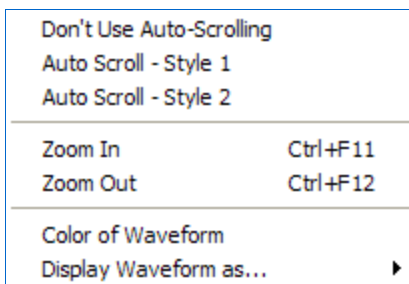 Don't Use Auto-Scrolling
Auto Scroll - Style 1
Auto Scroll - Style 2
Zoom In Ctrl+F11
Zoom Out Ctrl+F12
Color of Waveform
Display Waveform as...